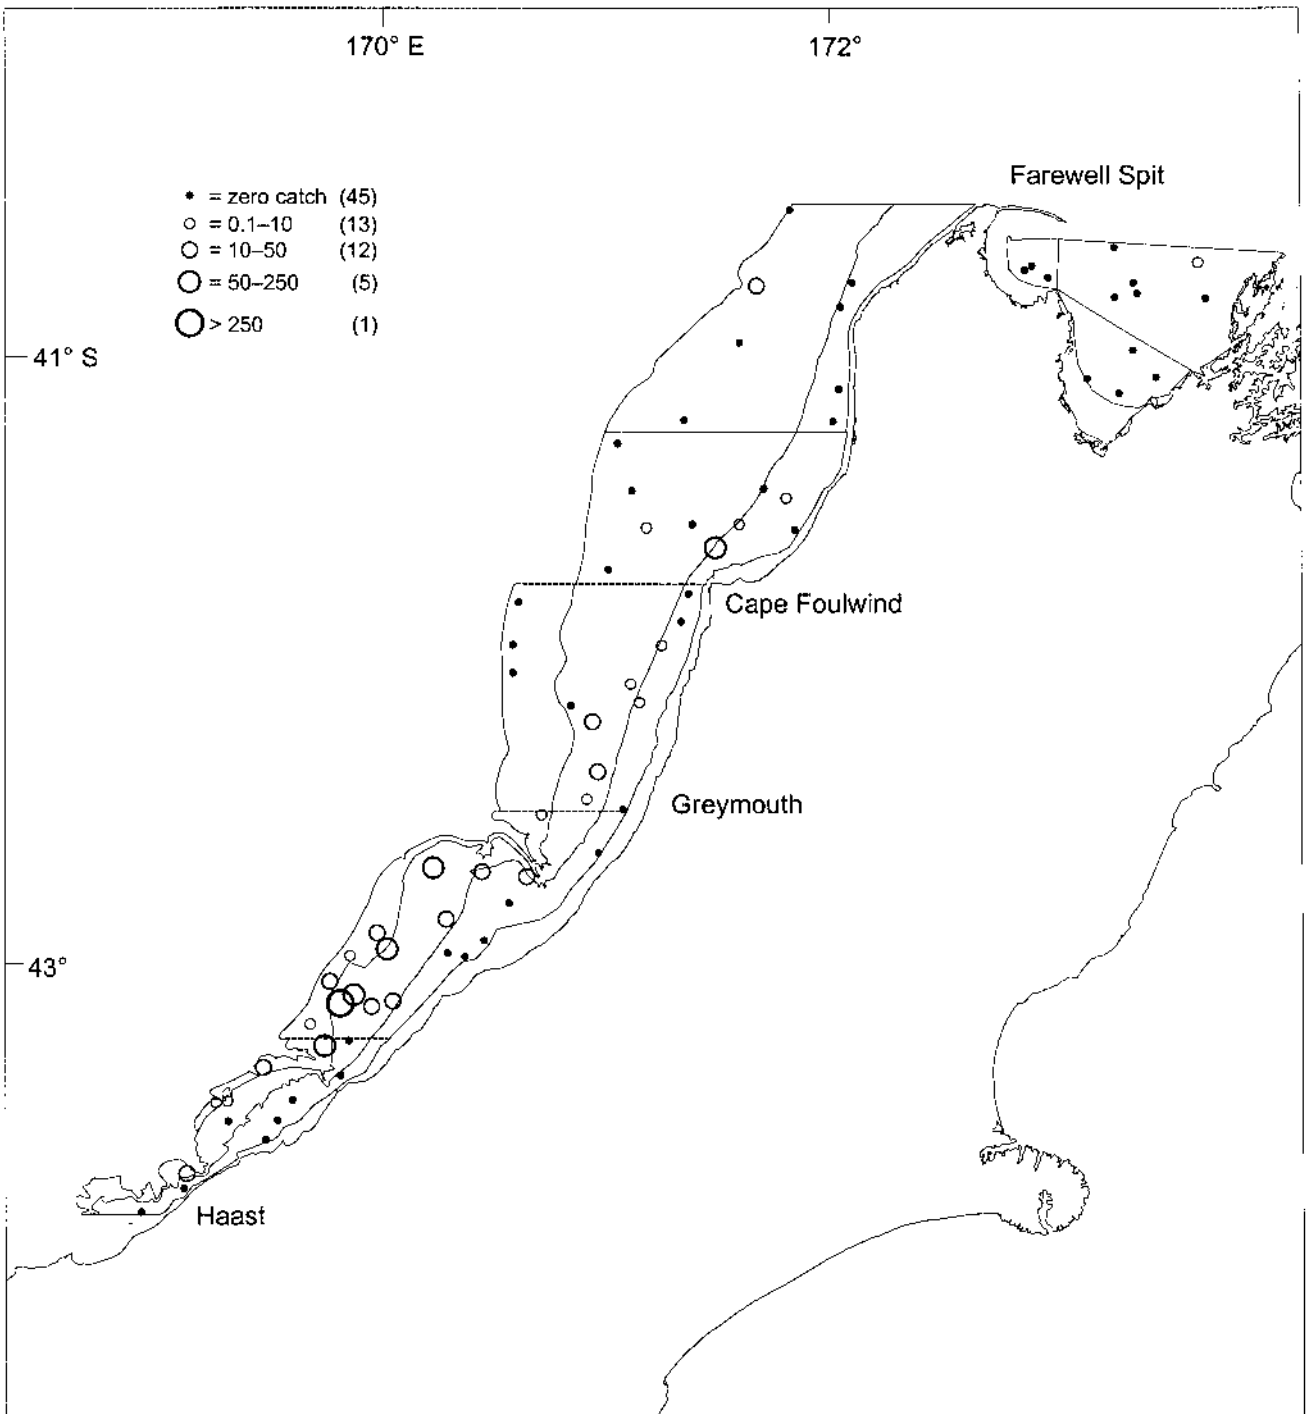 170° E 172°
Farewell Spit
• = zero catch (45)
○ = 0.1–10 (13)
○ = 10–50 (12)
○ = 50–250 (5)
○ > 250 (1)
41° S
Cape Foulwind
Greymouth
43°
Haast